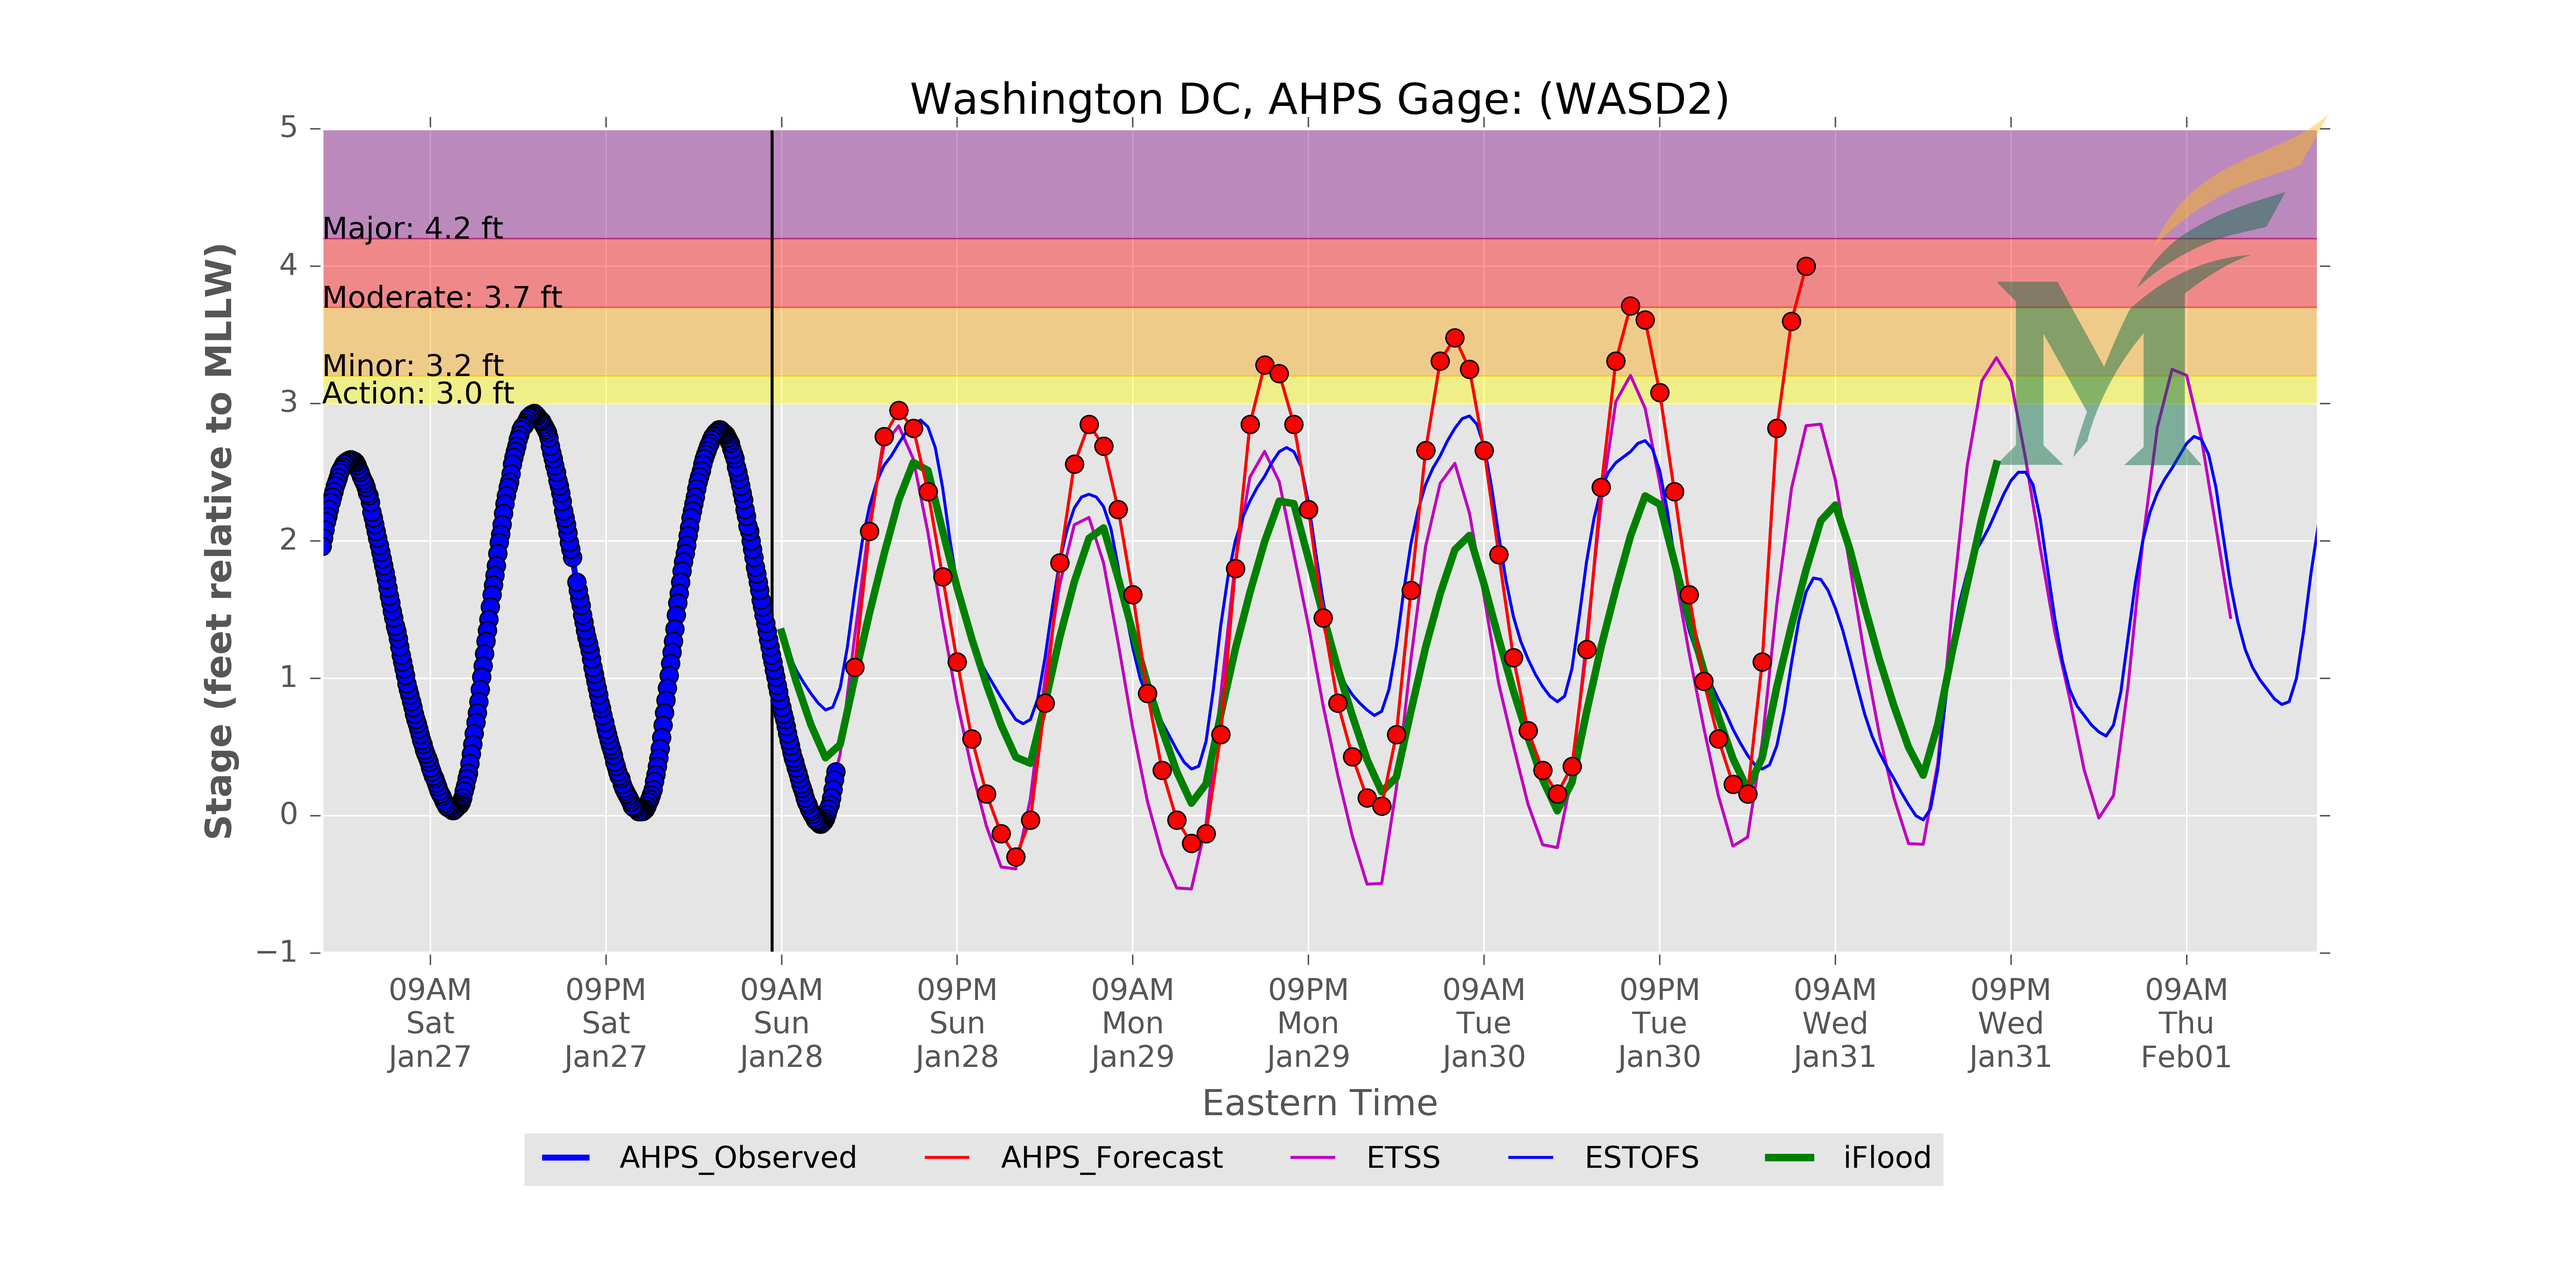 Washington DC, AHPS Gage: (WASD2)
Stage (feet relative to MLLW)
5
4
3
2
1
0
−1
Major: 4.2 ft
Moderate: 3.7 ft
Minor: 3.2 ft
Action: 3.0 ft
M
09AM
Sat
Jan27
09PM
Sat
Jan27
09AM
Sun
Jan28
09PM
Sun
Jan28
09AM
Mon
Jan29
09PM
Mon
Jan29
09AM
Tue
Jan30
09PM
Tue
Jan30
09AM
Wed
Jan31
09PM
Wed
Jan31
09AM
Thu
Feb01
Eastern Time
AHPS_Observed AHPS_Forecast ETSS ESTOFS iFlood